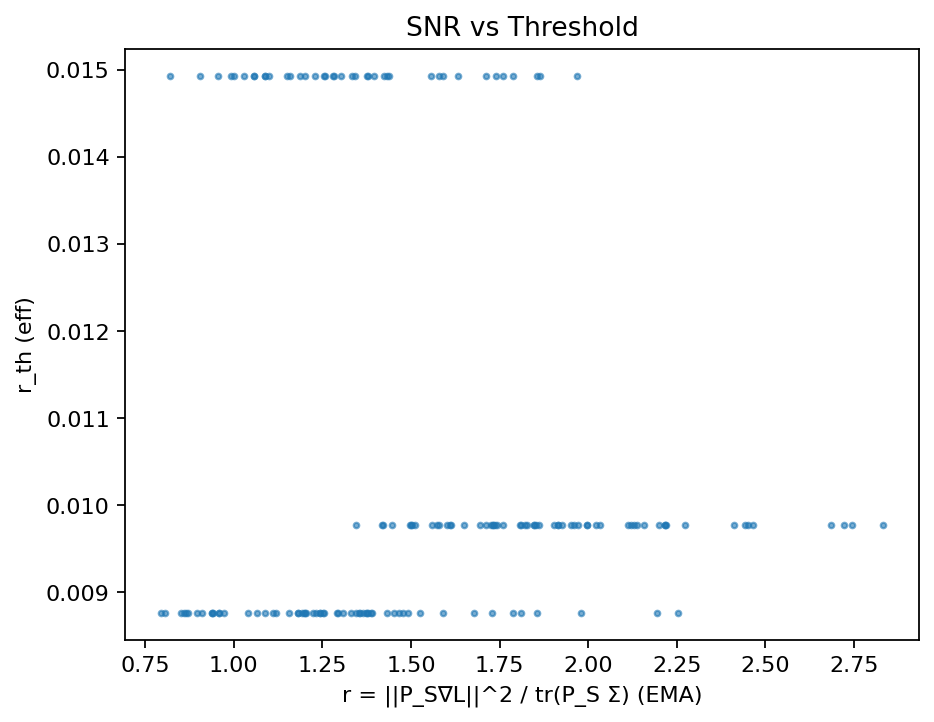 SNR vs Threshold
0.015
0.014
0.013
0.012
0.011
0.010
0.009
r_th (eff)
0.75 1.00 1.25 1.50 1.75 2.00 2.25 2.50 2.75
r = ||P_S∇L||^2 / tr(P_S Σ) (EMA)